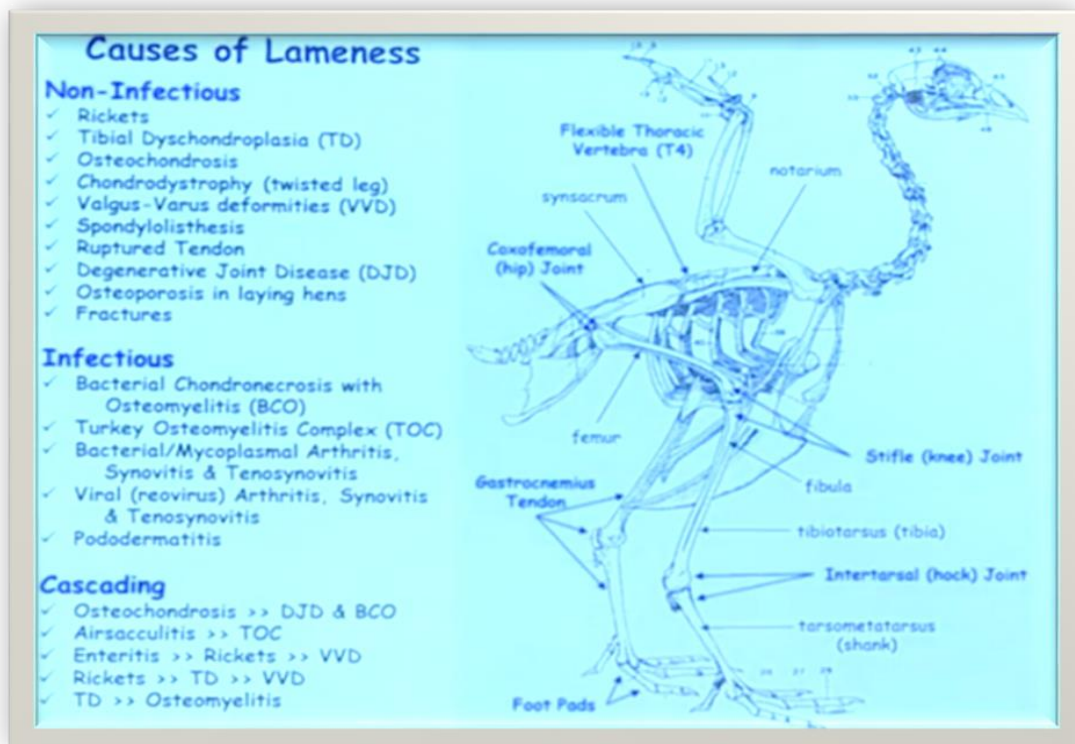 Causes of Lameness
Non-Infectious
✓ Rickets
✓ Tibial Dyschondroplasia (TD)
✓ Osteochondrosis
✓ Chondrodystrophy (twisted leg)
✓ Valgus-Varus deformities (VVD)
✓ Spondylolisthesis
✓ Ruptured Tendon
✓ Degenerative Joint Disease (DJD)
✓ Osteoporosis in laying hens
✓ Fractures
Infectious
✓ Bacterial Chondronecrosis with
Osteomyelitis (BCO)
✓ Turkey Osteomyelitis Complex (TOC)
✓ Bacterial/Mycoplasmal Arthritis,
Synovitis & Tenosynovitis
✓ Viral (reovirus) Arthritis, Synovitis
& Tenosynovitis
✓ Pododermatitis
Cascading
✓ Osteochondrosis >> DJD & BCO
✓ Airsacculitis >> TOC
✓ Enteritis >> Rickets >> VVD
✓ Rickets >> TD >> VVD
✓ TD >> Osteomyelitis
Flexible Thoracic
Vertebra (T4)
notarium
synsacrum
Coxofemoral
(hip) Joint
femur
Stifle (knee) Joint
fibula
Gastrocnemius
Tendon
tibiotarsus (tibia)
Intertarsal (hock) Joint
tarsometatarsus
(shank)
Foot Pads